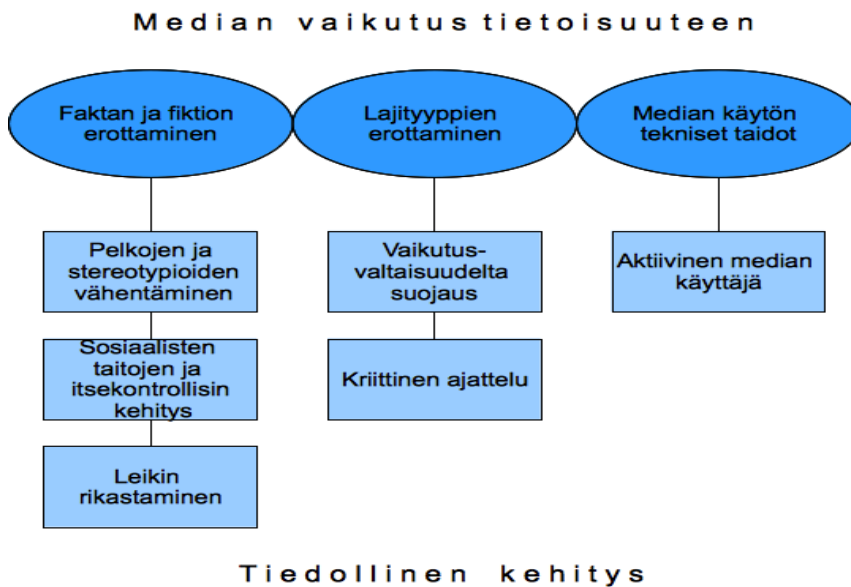 Median vaikutus tietoisuuteen
Faktan ja fiktion
erottaminen
Lajityyppien
erottaminen
Median käytön
tekniset taidot
Pelkojen ja
stereotypioiden
vähentäminen
Vaikutus-
valtaisuudelta
suojaus
Aktiivinen median
käyttäjä
Sosiaalisten
taitojen ja
itsekontrollisin
kehitys
Kriittinen ajattelu
Leikin
rikastaminen
Tiedollinen kehitys